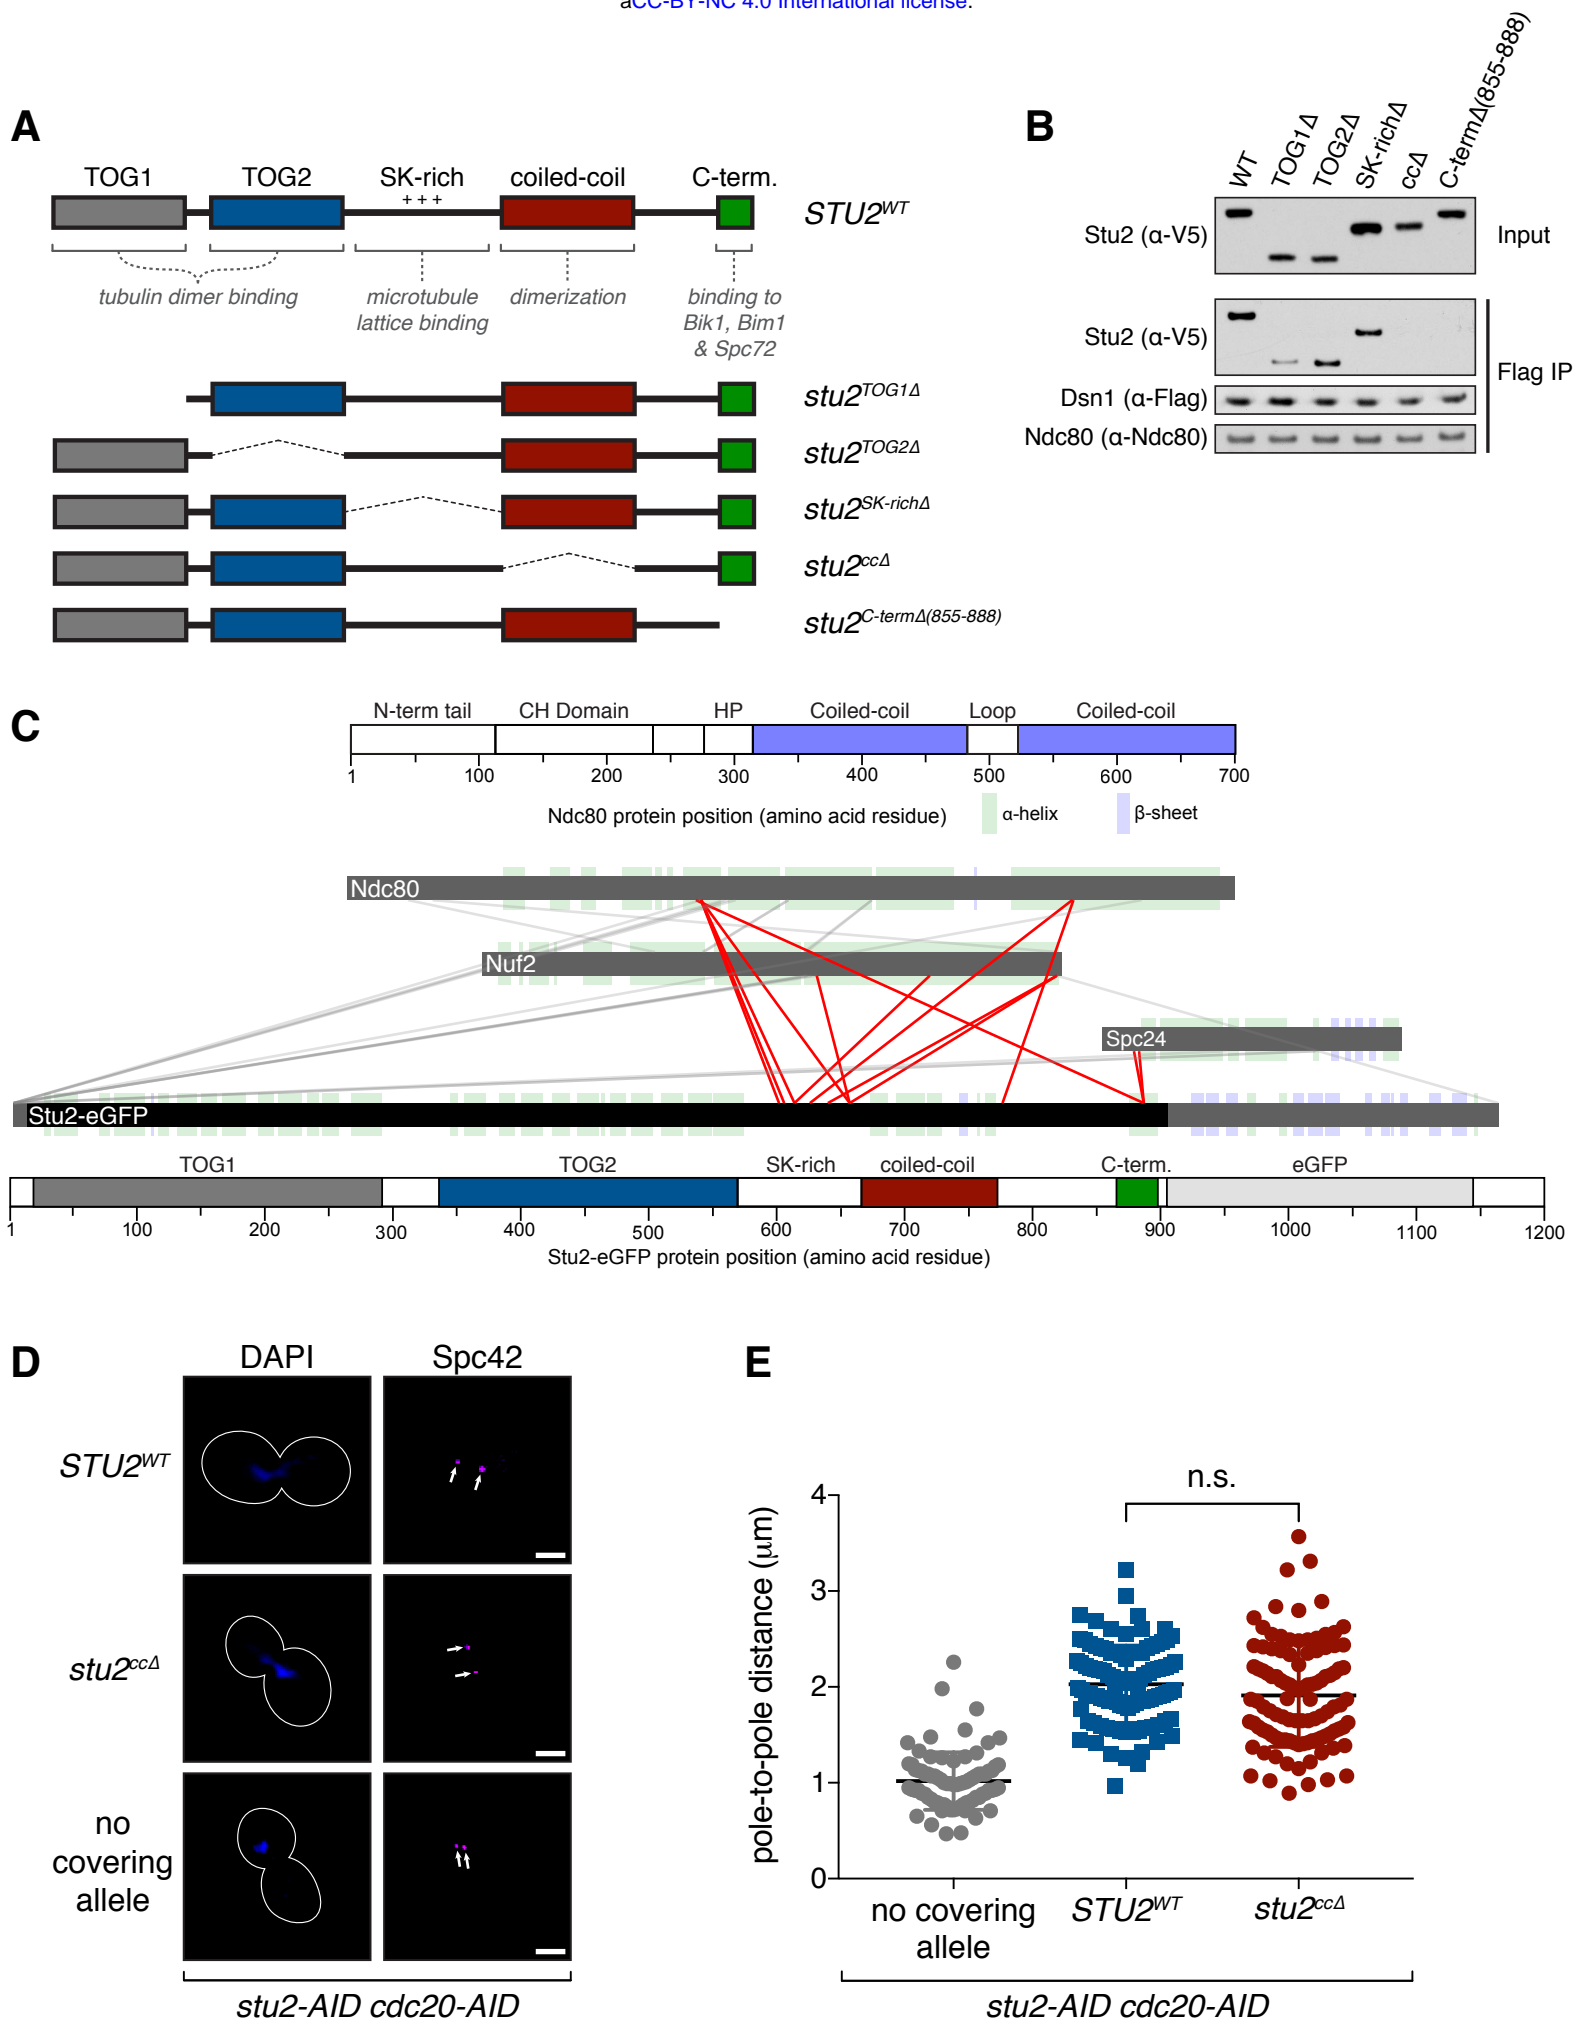 aCC-BY-NC 4.0 International license.
A
TOG1 TOG2 SK-rich coiled-coil C-term.
+ + +
STU2WT
tubulin dimer binding
microtubule
lattice binding
dimerization
binding to
Bik1, Bim1
& Spc72
stu2TOG1Δ
stu2TOG2Δ
stu2SK-richΔ
stu2ccΔ
stu2C-termΔ(855-888)
B
WT TOG1Δ TOG2Δ SK-richΔ ccΔ C-termΔ(855-888)
Stu2 (α-V5) Input
Stu2 (α-V5)
Dsn1 (α-Flag)
Ndc80 (α-Ndc80)
Flag IP
C
N-term tail CH Domain HP Coiled-coil Loop Coiled-coil
1 100 200 300 400 500 600 700
Ndc80 protein position (amino acid residue)
α-helix β-sheet
Ndc80
Nuf2
Spc24
Stu2-eGFP
TOG1 TOG2 SK-rich coiled-coil C-term. eGFP
1 100 200 300 400 500 600 700 800 900 1000 1100 1200
Stu2-eGFP protein position (amino acid residue)
D
DAPI Spc42
STU2WT
stu2ccΔ
no
covering
allele
stu2-AID cdc20-AID
E
n.s.
pole-to-pole distance (μm)
4
3
2
1
0
no covering
allele
STU2WT
stu2ccΔ
stu2-AID cdc20-AID